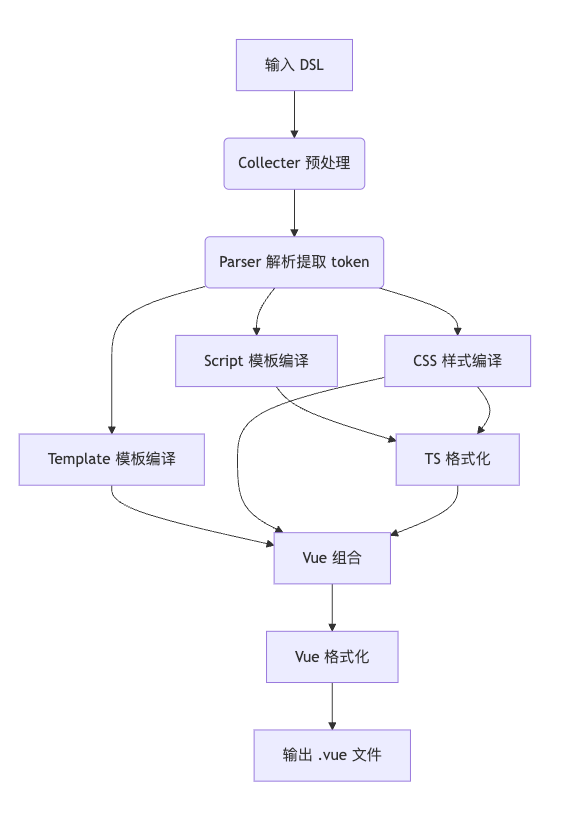 输入 DSL
Collecter 预处理
Parser 解析提取 token
Script 模板编译
CSS 样式编译
Template 模板编译
TS 格式化
Vue 组合
Vue 格式化
输出 .vue 文件